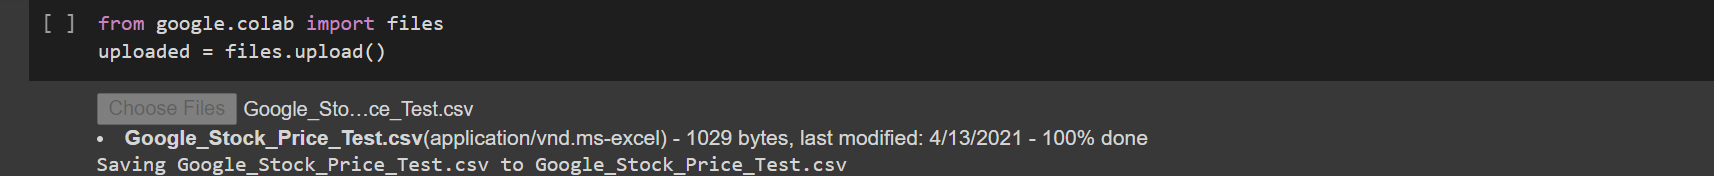 [ ] from google.colab import files
uploaded = files.upload()
Choose Files Google_Sto...ce_Test.csv
• Google_Stock_Price_Test.csv(application/vnd.ms-excel) - 1029 bytes, last modified: 4/13/2021 - 100% done
Saving Google_Stock_Price_Test.csv to Google_Stock_Price_Test.csv